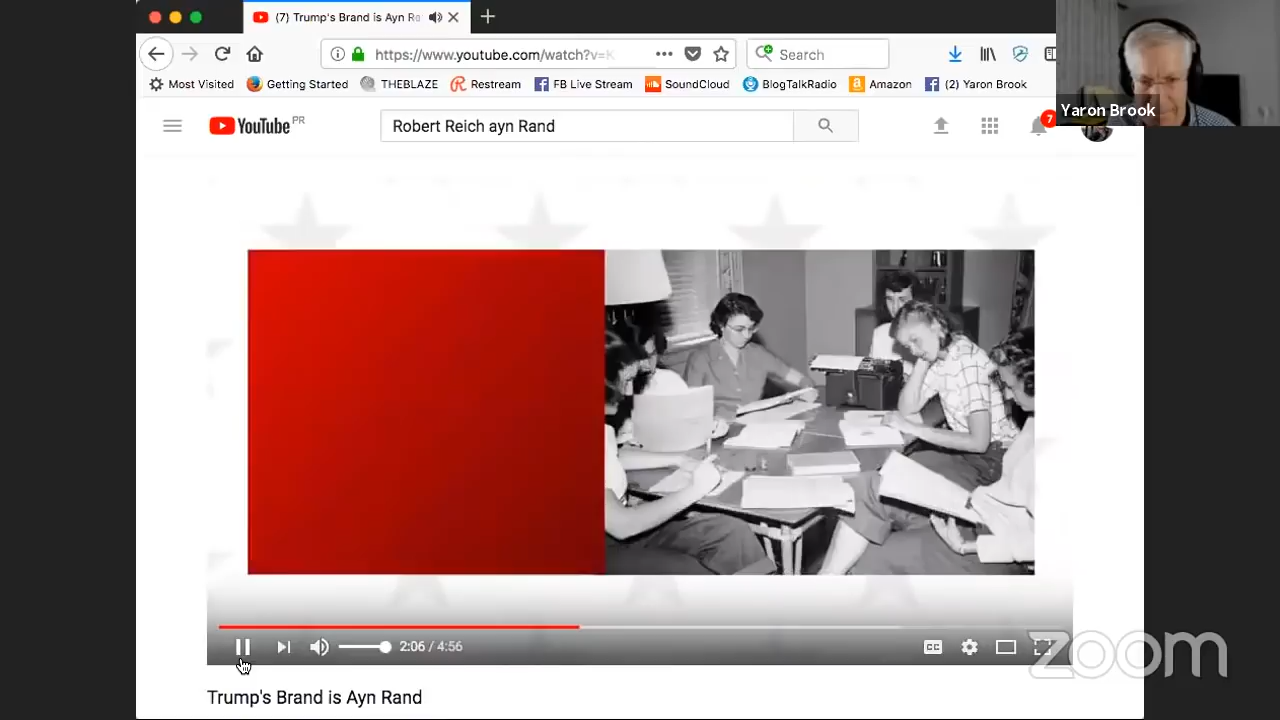 (7) Trump's Brand is Ayn Ra
https://www.youtube.com/watch?v=K
Search
Yaron Brook
Most Visited Getting Started THEBLAZE Restream FB Live Stream SoundCloud BlogTalkRadio Amazon (2) Yaron Brook
YouTube PR
Robert Reich ayn Rand
7
2:06 / 4:56
CC
zoom
Trump's Brand is Ayn Rand